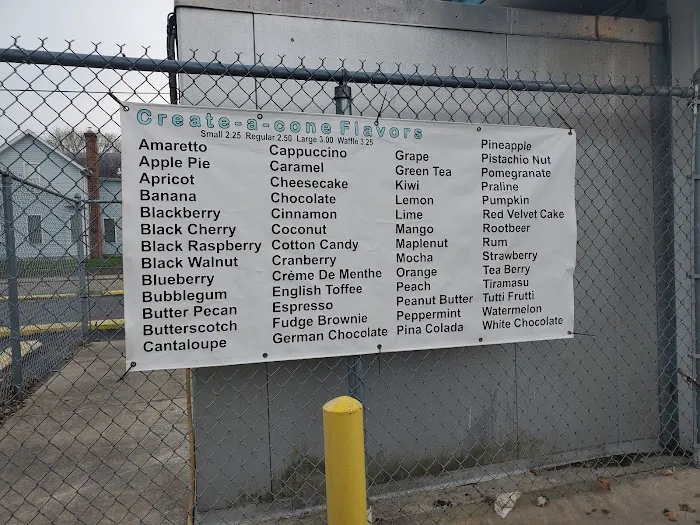 Create-a-cone Flavors
Small 2.25 Regular 2.50 Large 3.00 Waffle 3.25
Amaretto
Apple Pie
Apricot
Banana
Blackberry
Black Cherry
Black Raspberry
Black Walnut
Blueberry
Bubblegum
Butter Pecan
Butterscotch
Cantaloupe
Cappuccino
Caramel
Cheesecake
Chocolate
Cinnamon
Coconut
Cotton Candy
Cranberry
Crème De Menthe
English Toffee
Espresso
Fudge Brownie
German Chocolate
Grape
Green Tea
Kiwi
Lemon
Lime
Mango
Maplenut
Mocha
Orange
Peach
Peanut Butter
Peppermint
Pina Colada
Pineapple
Pistachio Nut
Pomegranate
Praline
Pumpkin
Red Velvet Cake
Rootbeer
Rum
Strawberry
Tea Berry
Tiramasu
Tutti Frutti
Watermelon
White Chocolate